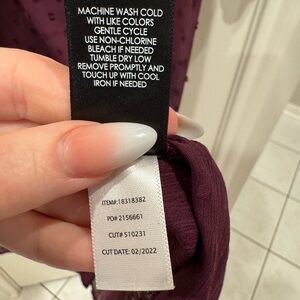 MACHINE WASH COLD
WITH LIKE COLORS
GENTLE CYCLE
USE NON-CHLORINE
BLEACH IF NEEDED
TUMBLE DRY LOW
REMOVE PROMPTLY AND
TOUCH UP WITH COOL
IRON IF NEEDED
ITEM#:18318382
PO# 2156661
CUT# 510231
CUT DATE: 02/2022